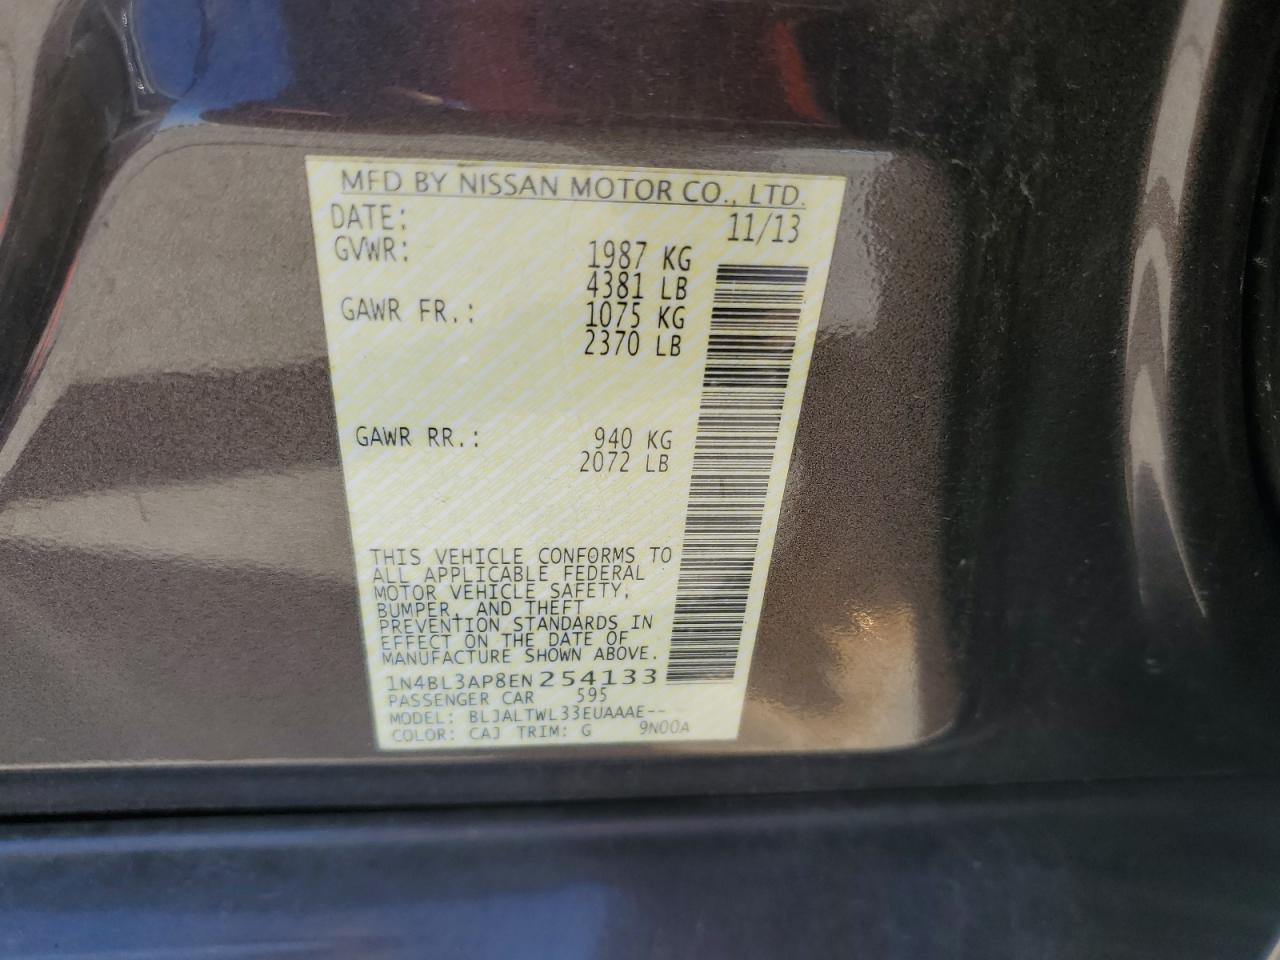 MFD BY NISSAN MOTOR CO., LTD.
DATE: 11/13
GVWR: 1987 KG
4381 LB
GAWR FR.: 1075 KG
2370 LB
GAWR RR.: 940 KG
2072 LB
THIS VEHICLE CONFORMS TO
ALL APPLICABLE FEDERAL
MOTOR VEHICLE SAFETY,
BUMPER, AND THEFT
PREVENTION STANDARDS IN
EFFECT ON THE DATE OF
MANUFACTURE SHOWN ABOVE.
1N4BL3AP8EN254133
PASSENGER CAR 595
MODEL: BLJALTWL33EUAAAE--
COLOR: CAJ TRIM: G 9N00A